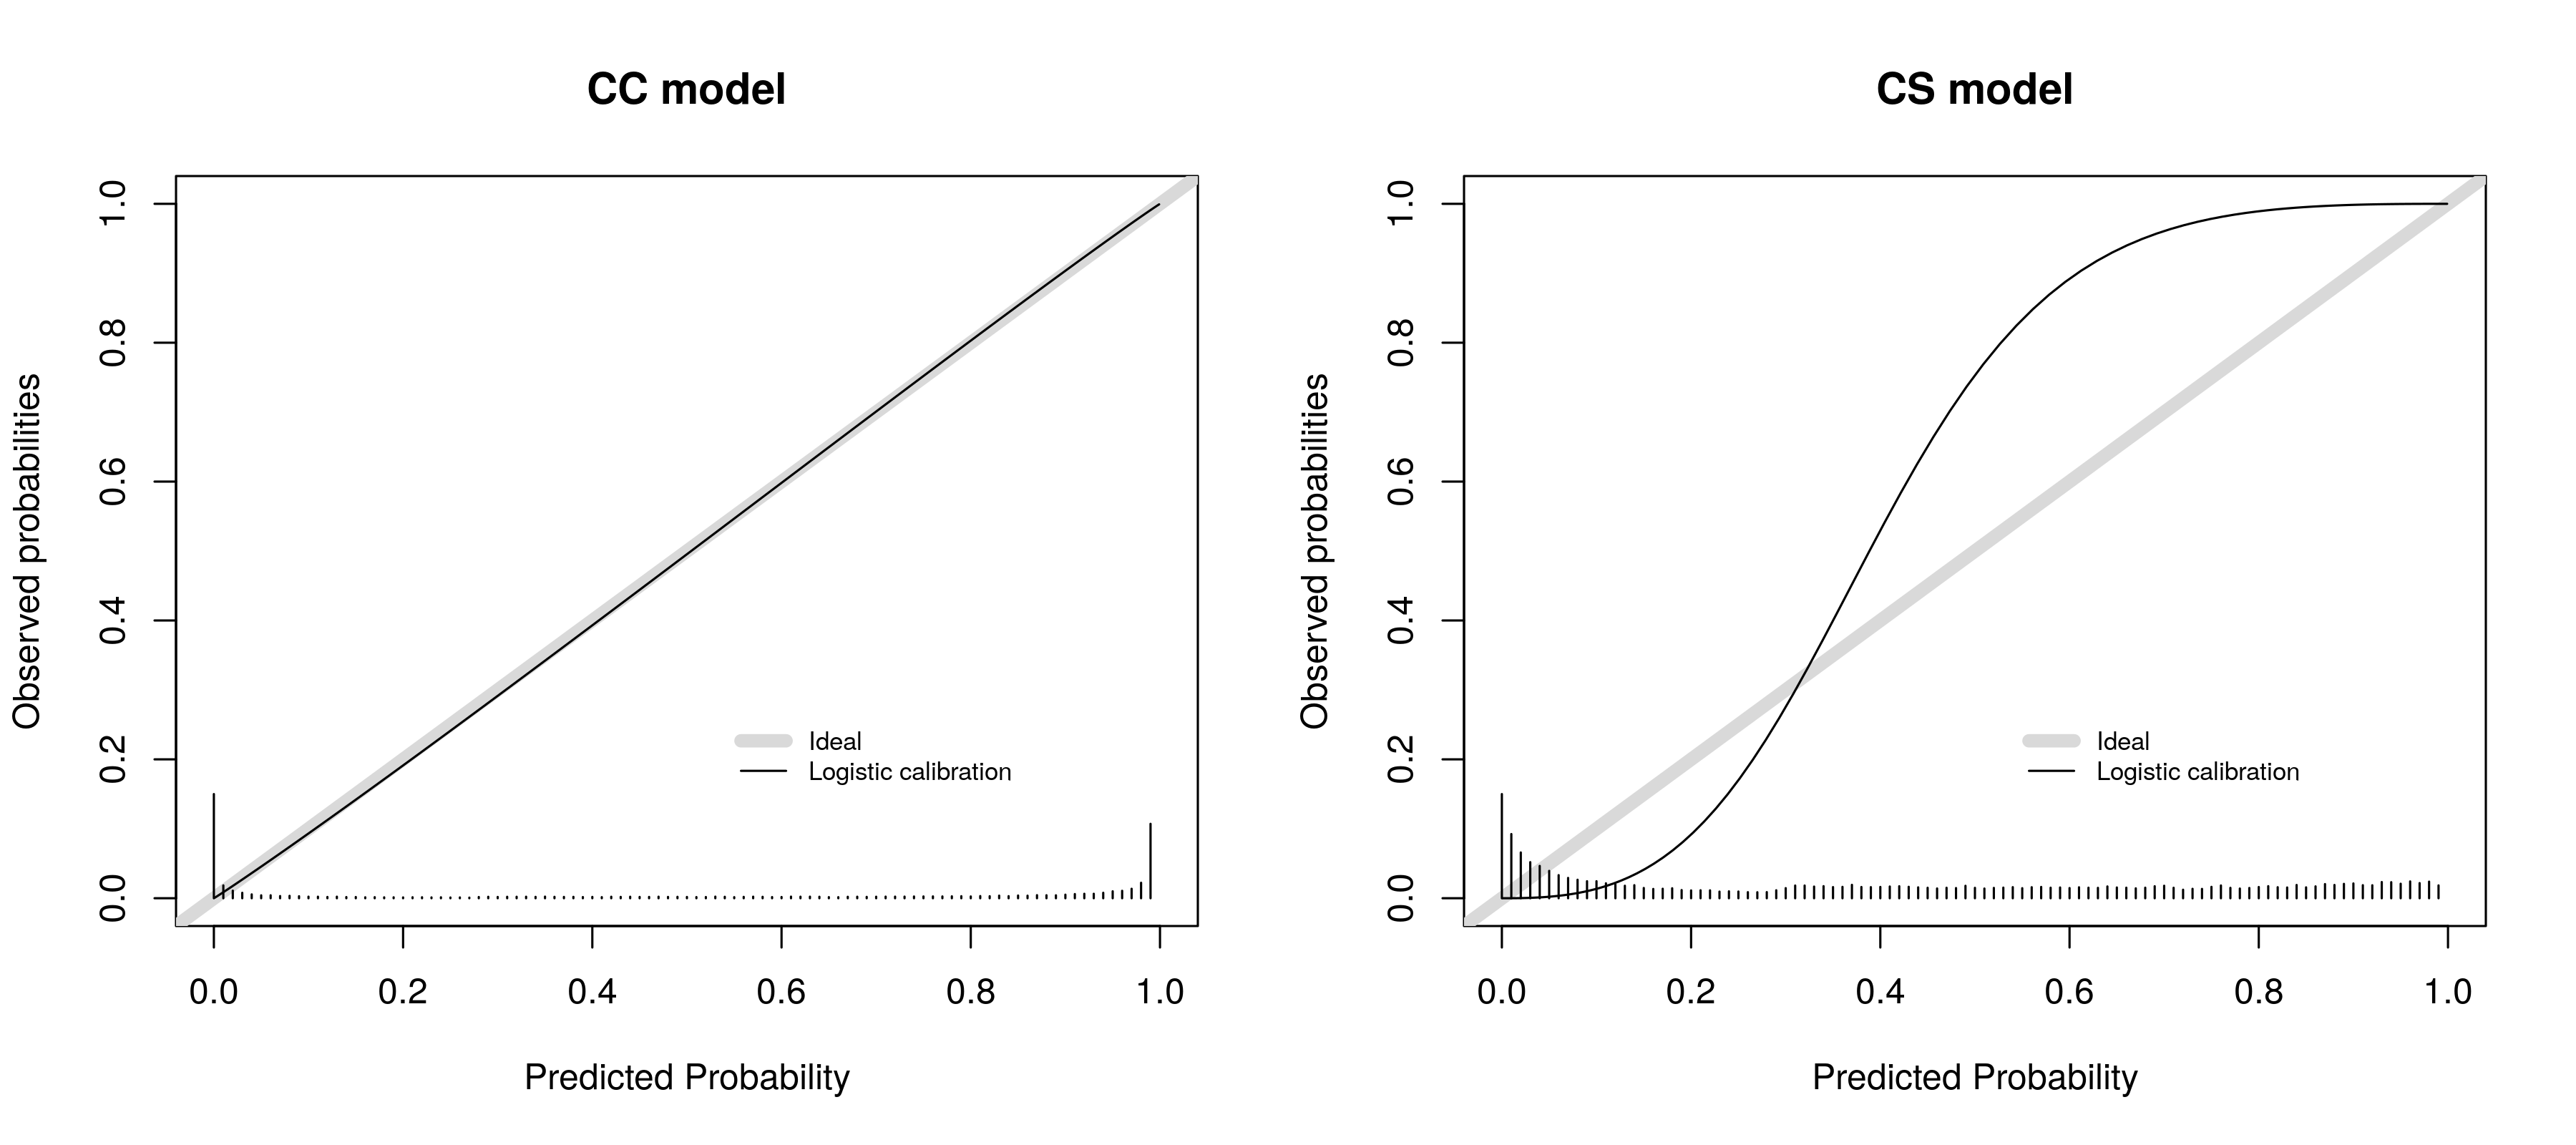 CC model
Observed probabilities
1.0
0.8
0.6
0.4
0.2
0.0
Ideal
Logistic calibration
0.0 0.2 0.4 0.6 0.8 1.0
Predicted Probability
CS model
Observed probabilities
1.0
0.8
0.6
0.4
0.2
0.0
Ideal
Logistic calibration
0.0 0.2 0.4 0.6 0.8 1.0
Predicted Probability